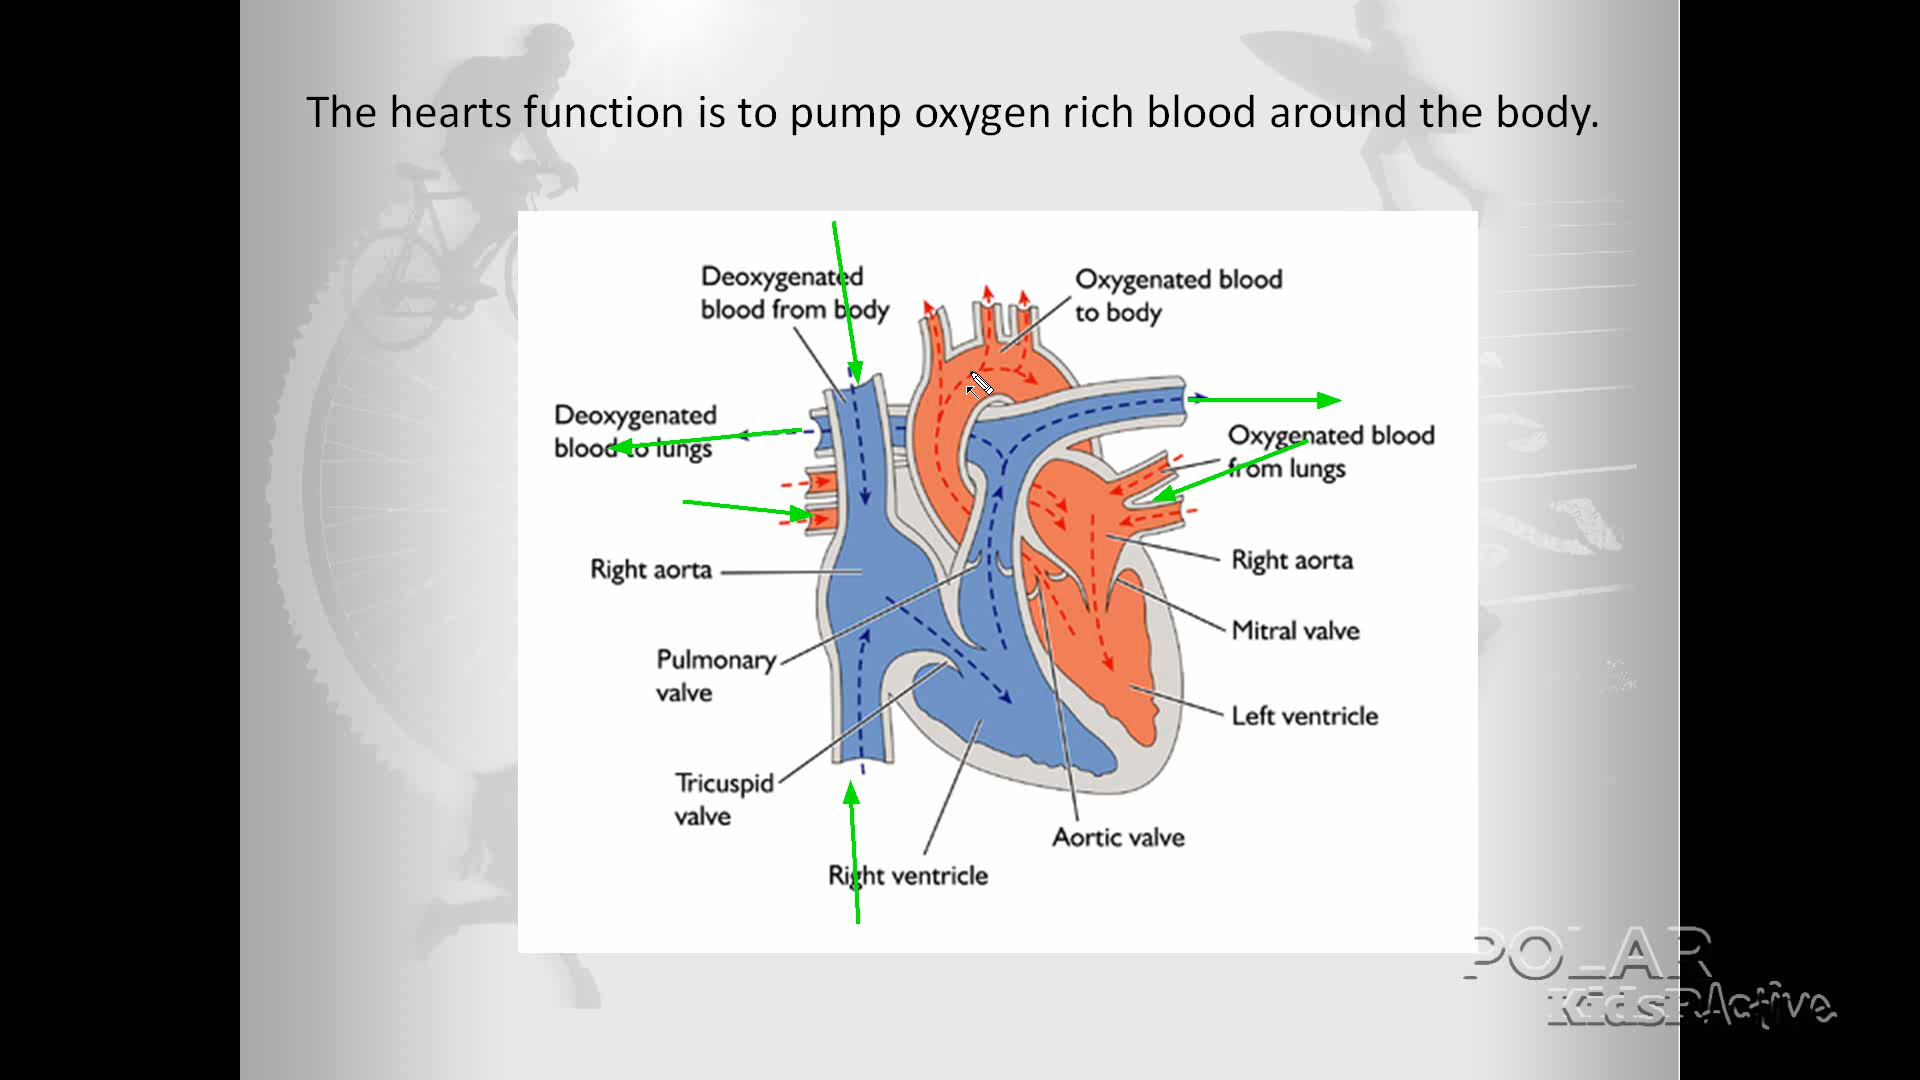 The hearts function is to pump oxygen rich blood around the body.
Deoxygenated
blood from body
Oxygenated blood
to body
Deoxygenated
blood to lungs
Oxygenated blood
from lungs
Right aorta
Right aorta
Mitral valve
Pulmonary
valve
Left ventricle
Tricuspid
valve
Aortic valve
Right ventricle
POLAR
KidsRActive